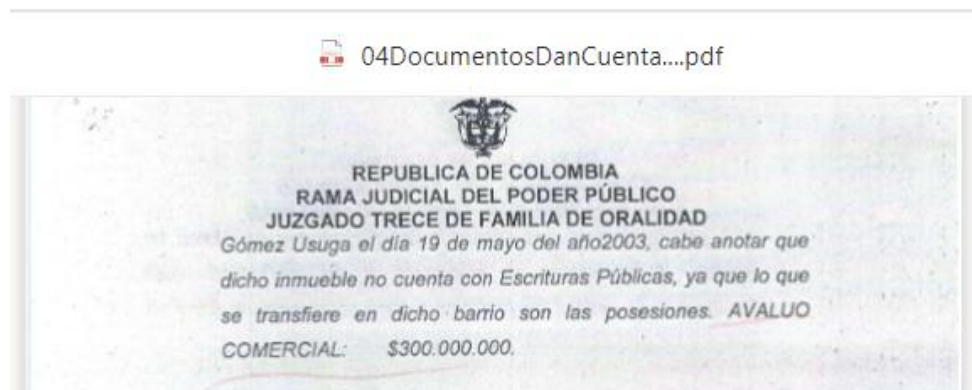 04DocumentosDanCuenta....pdf
REPUBLICA DE COLOMBIA
RAMA JUDICIAL DEL PODER PÚBLICO
JUZGADO TRECE DE FAMILIA DE ORALIDAD
Gómez Usuga el día 19 de mayo del año2003, cabe anotar que
dicho inmueble no cuenta con Escrituras Públicas, ya que lo que
se transfiere en dicho barrio son las posesiones. AVALUO
COMERCIAL: $300.000.000.